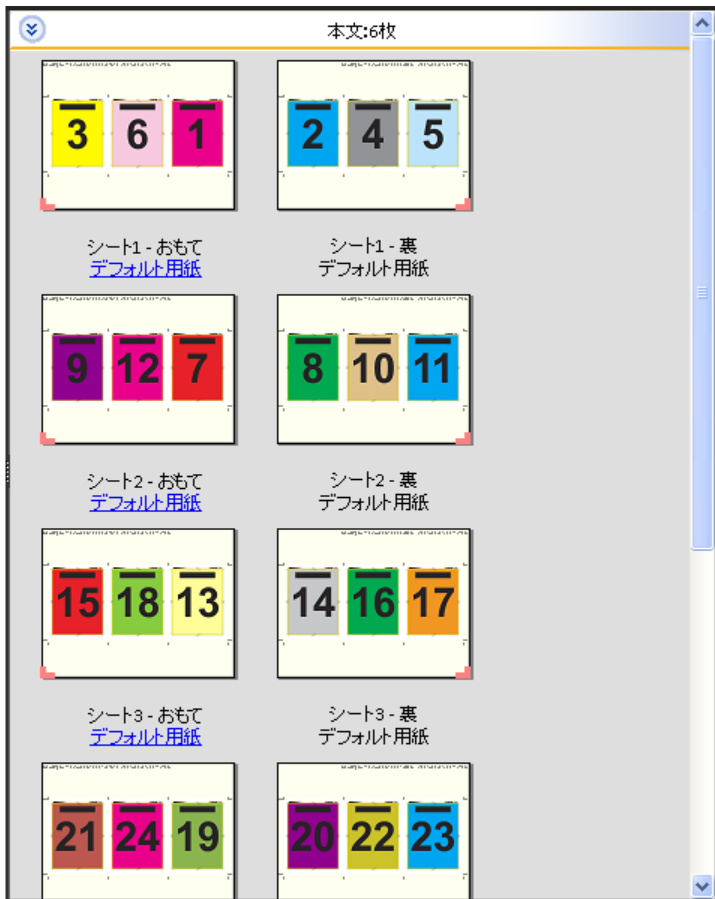 本文:6枚
3 6 1
2 4 5
シート1 - おもて
デフォルト用紙
シート1 - 裏
デフォルト用紙
9 12 7
8 10 11
シート2 - おもて
デフォルト用紙
シート2 - 裏
デフォルト用紙
15 18 13
14 16 17
シート3 - おもて
デフォルト用紙
シート3 - 裏
デフォルト用紙
21 24 19
20 22 23